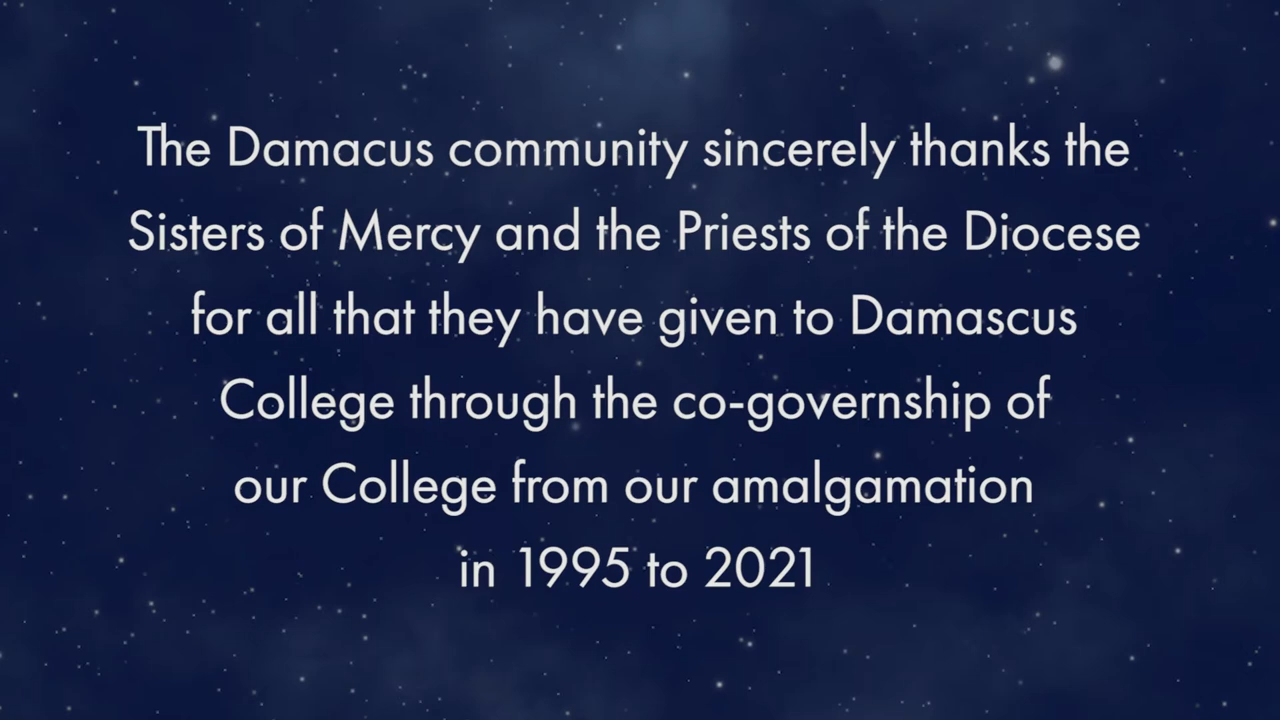 The Damacus community sincerely thanks the
Sisters of Mercy and the Priests of the Diocese
for all that they have given to Damascus
College through the co-governship of
our College from our amalgamation
in 1995 to 2021